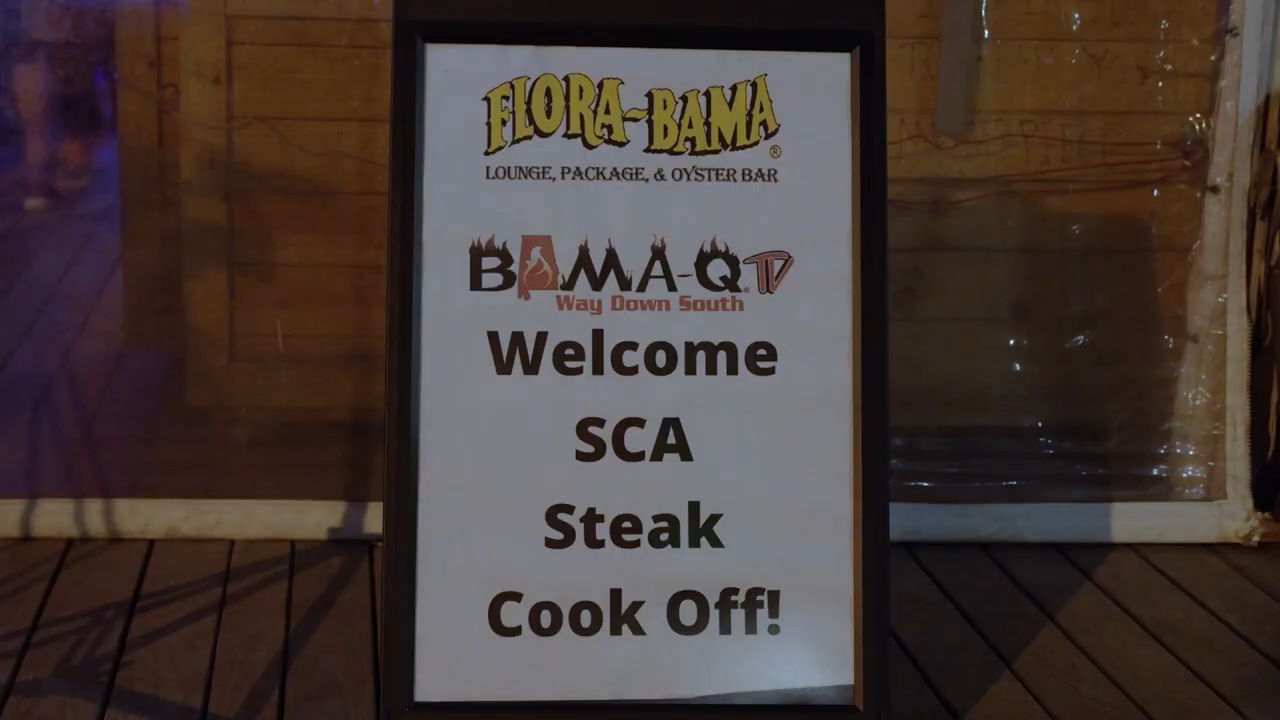 FLORA-BAMA®
LOUNGE, PACKAGE, & OYSTER BAR
BAMA-Q TV
Way Down South
Welcome
SCA
Steak
Cook Off!